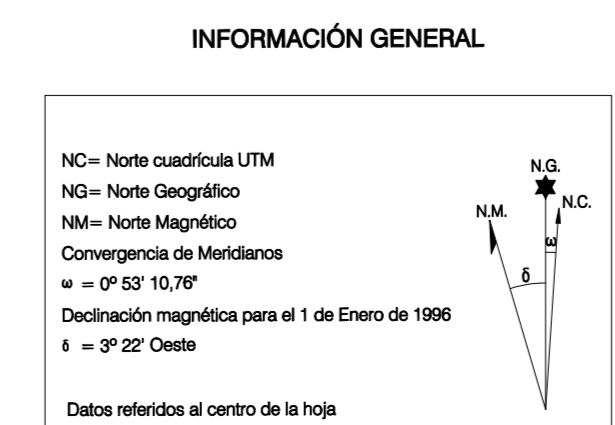 INFORMACIÓN GENERAL
NC= Norte cuadrícula UTM
NG= Norte Geográfico
NM= Norte Magnético
Convergencia de Meridianos
ω = 0º 53' 10,76"
Declinación magnética para el 1 de Enero de 1996
δ = 3º 22' Oeste
Datos referidos al centro de la hoja
N.G.
N.C.
N.M.
ω
δ